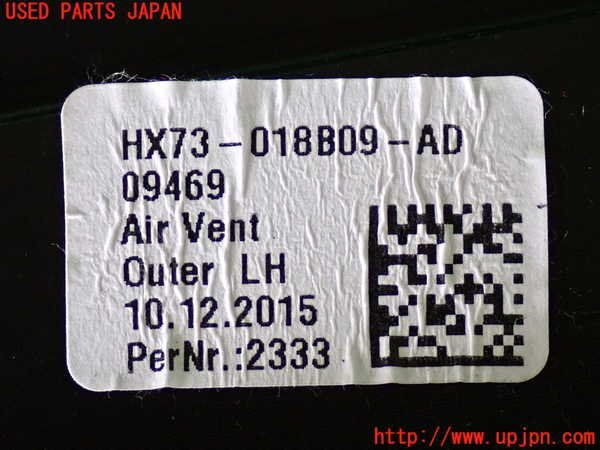 USED PARTS JAPAN
HX73-018B09-AD
09469
Air Vent
Outer LH
10.12.2015
PerNr.:2333
http://www.upjpn.com